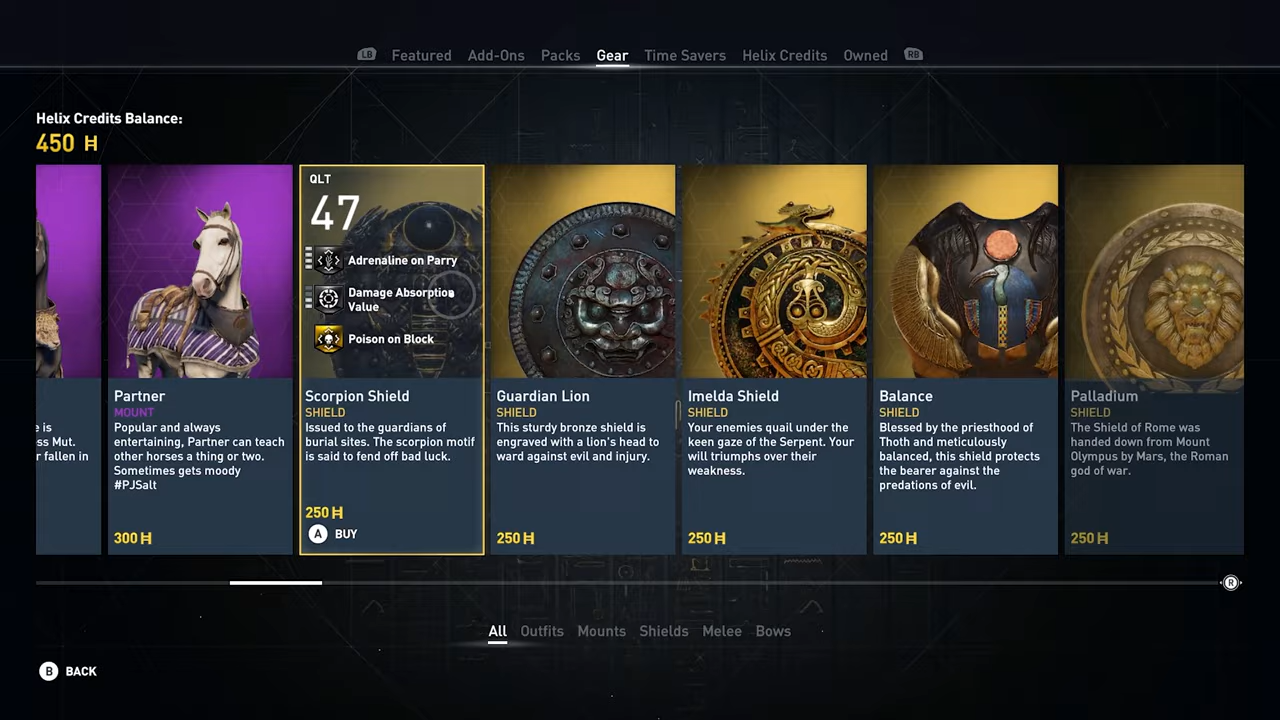 LB Featured Add-Ons Packs Gear Time Savers Helix Credits Owned RB
Helix Credits Balance:
450 H
e is
ss Mut.
r fallen in
Partner
MOUNT
Popular and always
entertaining, Partner can teach
other horses a thing or two.
Sometimes gets moody
#PJSalt
300 H
QLT
47
Adrenaline on Parry
Damage Absorption
Value
Poison on Block
Scorpion Shield
SHIELD
Issued to the guardians of
burial sites. The scorpion motif
is said to fend off bad luck.
250 H
A BUY
Guardian Lion
SHIELD
This sturdy bronze shield is
engraved with a lion's head to
ward against evil and injury.
250 H
Imelda Shield
SHIELD
Your enemies quail under the
keen gaze of the Serpent. Your
will triumphs over their
weakness.
250 H
Balance
SHIELD
Blessed by the priesthood of
Thoth and meticulously
balanced, this shield protects
the bearer against the
predations of evil.
250 H
Palladium
SHIELD
The Shield of Rome was
handed down from Mount
Olympus by Mars, the Roman
god of war.
250 H
R
All Outfits Mounts Shields Melee Bows
B BACK